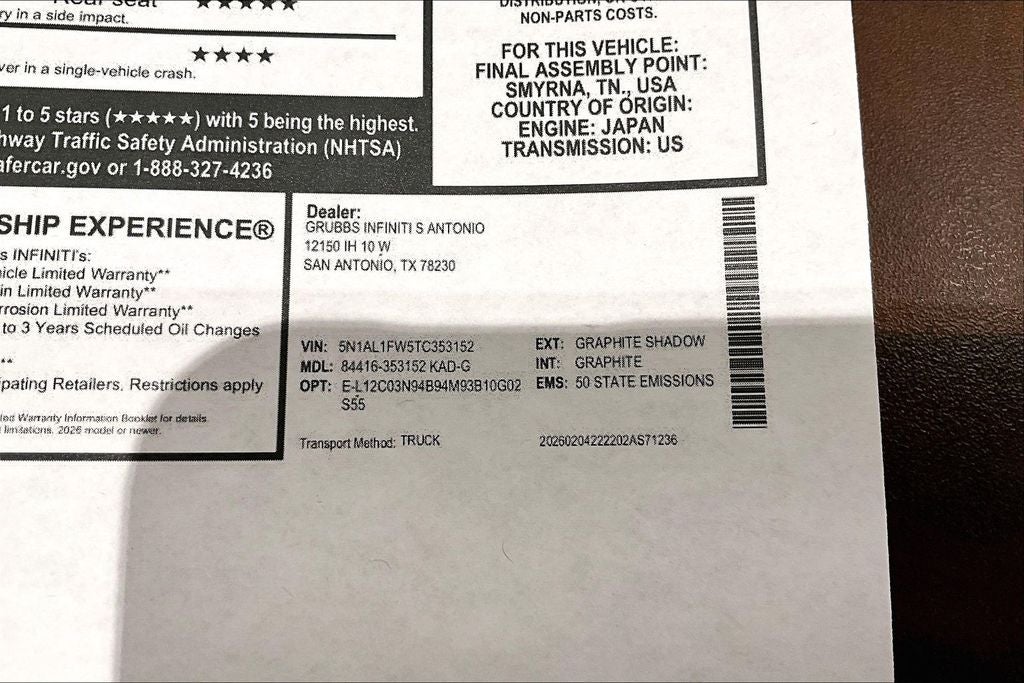 Rear seat ★★★★★
ry in a side impact.
★★★★
ver in a single-vehicle crash.
1 to 5 stars (★★★★★) with 5 being the highest.
hway Traffic Safety Administration (NHTSA)
afercar.gov or 1-888-327-4236
NON-PARTS COSTS.
FOR THIS VEHICLE:
FINAL ASSEMBLY POINT:
SMYRNA, TN., USA
COUNTRY OF ORIGIN:
ENGINE: JAPAN
TRANSMISSION: US
SHIP EXPERIENCE®
s INFINITI's:
icle Limited Warranty**
in Limited Warranty**
rrosion Limited Warranty**
to 3 Years Scheduled Oil Changes
**
ipating Retailers. Restrictions apply
ted Warranty Information Booklet for details.
limitations. 2026 model or newer.
Dealer:
GRUBBS INFINITI S ANTONIO
12150 IH 10 W
SAN ANTONIO, TX 78230
VIN: 5N1AL1FW5TC353152
MDL: 84416-353152 KAD-G
OPT: E-L12C03N94B94M93B10G02
S55
EXT: GRAPHITE SHADOW
INT: GRAPHITE
EMS: 50 STATE EMISSIONS
Transport Method: TRUCK
20260204222202AS71236